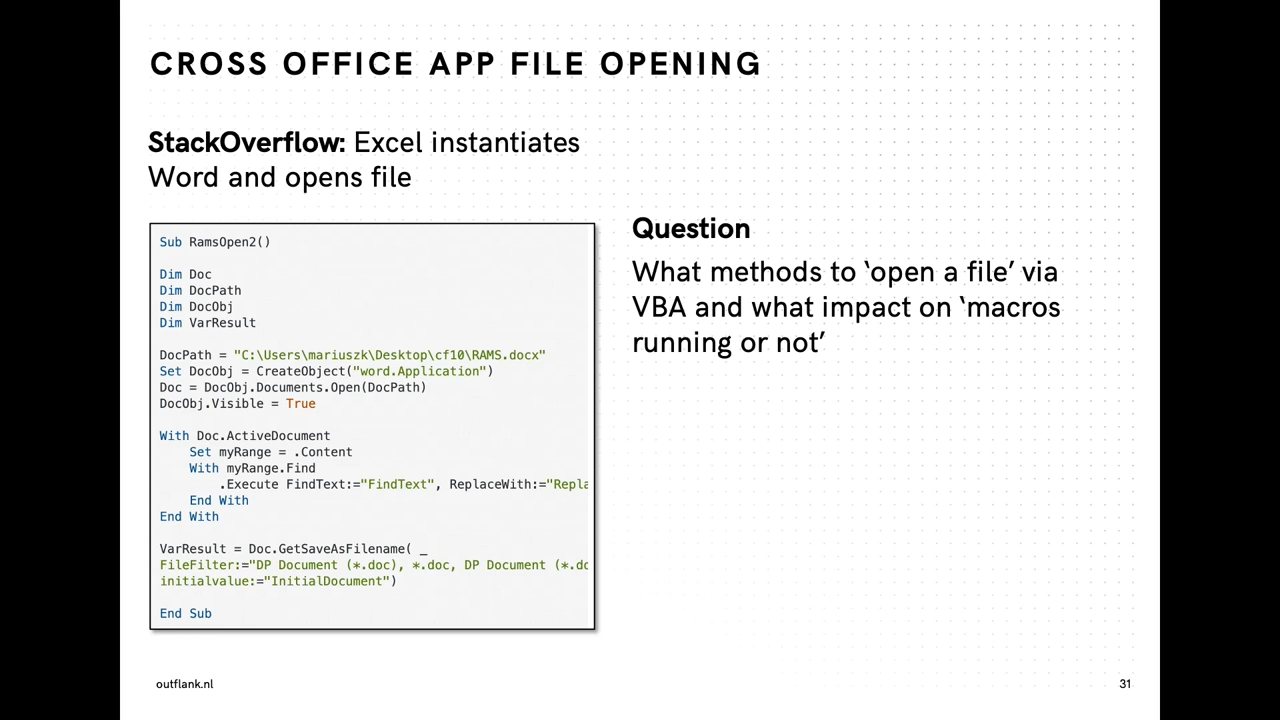 CROSS OFFICE APP FILE OPENING
StackOverflow: Excel instantiates
Word and opens file
Sub RamsOpen2()
Dim Doc
Dim DocPath
Dim DocObj
Dim VarResult
DocPath = "C:\Users\mariuszk\Desktop\cf10\RAMS.docx"
Set DocObj = CreateObject("word.Application")
Doc = DocObj.Documents.Open(DocPath)
DocObj.Visible = True
With Doc.ActiveDocument
Set myRange = .Content
With myRange.Find
.Execute FindText:="FindText", ReplaceWith:="Repla
End With
End With
VarResult = Doc.GetSaveAsFilename( _
FileFilter:="DP Document (*.doc), *.doc, DP Document (*.do
initialvalue:="InitialDocument")
End Sub
Question
What methods to ‘open a file’ via
VBA and what impact on ‘macros
running or not’
outflank.nl
31